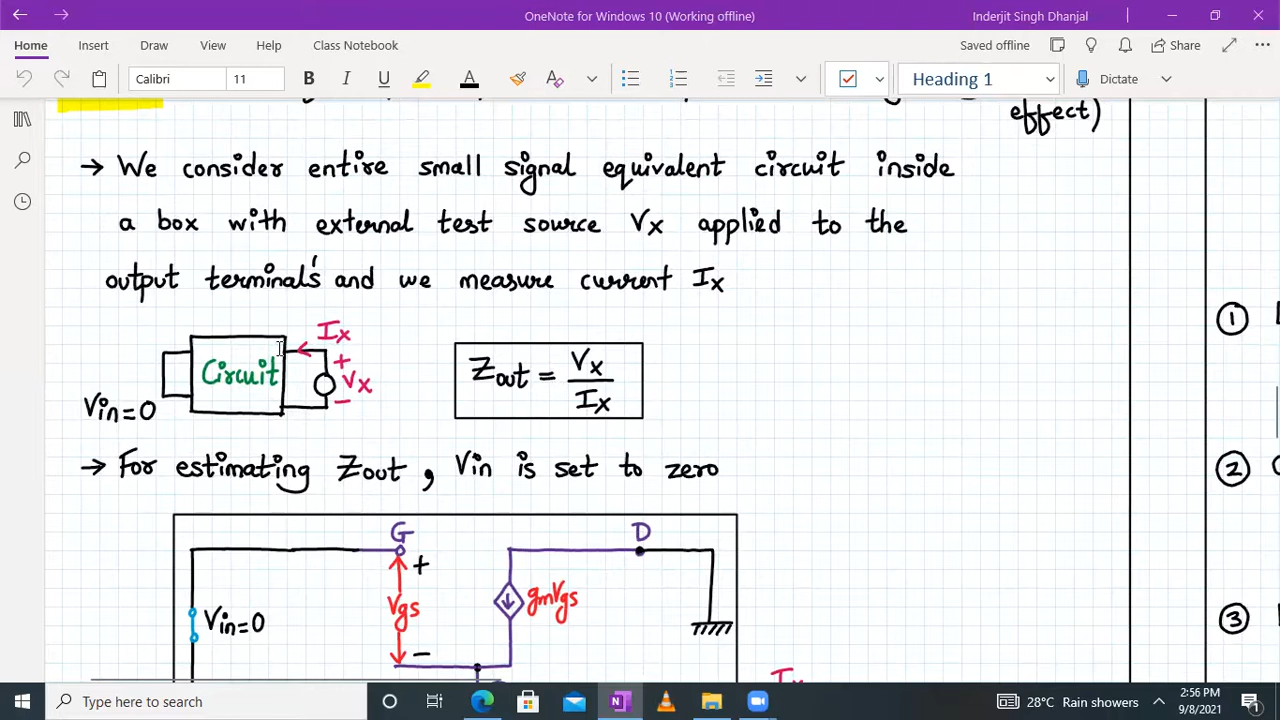 OneNote for Windows 10 (Working offline)
Inderjit Singh Dhanjal
Home Insert Draw View Help Class Notebook
Saved offline
Share
Calibri 11 B I U A Heading 1 Dictate
effect)
→ We consider entire small signal equivalent circuit inside
a box with external test source Vx applied to the
output terminals' and we measure current Ix
Ix
Circuit
+
Vx
−
Vin=0
Zout = Vx
Ix
→ For estimating Zout, Vin is set to zero
G
D
+
Vgs
gmVgs
Vin=0
−
Ix
1
2
3
Type here to search
28°C Rain showers
2:56 PM
9/8/2021